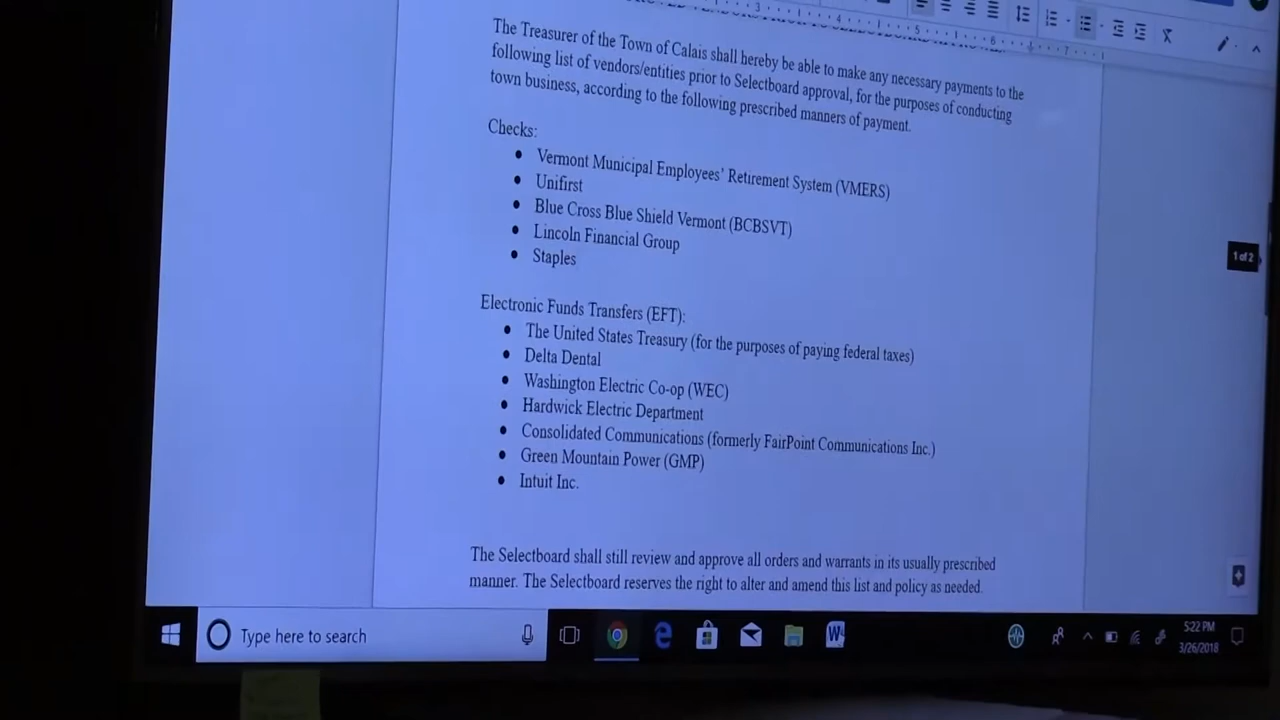 The Treasurer of the Town of Calais shall hereby be able to make any necessary payments to the
following list of vendors/entities prior to Selectboard approval, for the purposes of conducting
town business, according to the following prescribed manners of payment.
Checks:
• Vermont Municipal Employees' Retirement System (VMERS)
• Unifirst
• Blue Cross Blue Shield Vermont (BCBSVT)
• Lincoln Financial Group
• Staples
1 of 2
Electronic Funds Transfers (EFT):
• The United States Treasury (for the purposes of paying federal taxes)
• Delta Dental
• Washington Electric Co-op (WEC)
• Hardwick Electric Department
• Consolidated Communications (formerly FairPoint Communications Inc.)
• Green Mountain Power (GMP)
• Intuit Inc.
The Selectboard shall still review and approve all orders and warrants in its usually prescribed
manner. The Selectboard reserves the right to alter and amend this list and policy as needed.
Type here to search
5:22 PM
3/26/2018